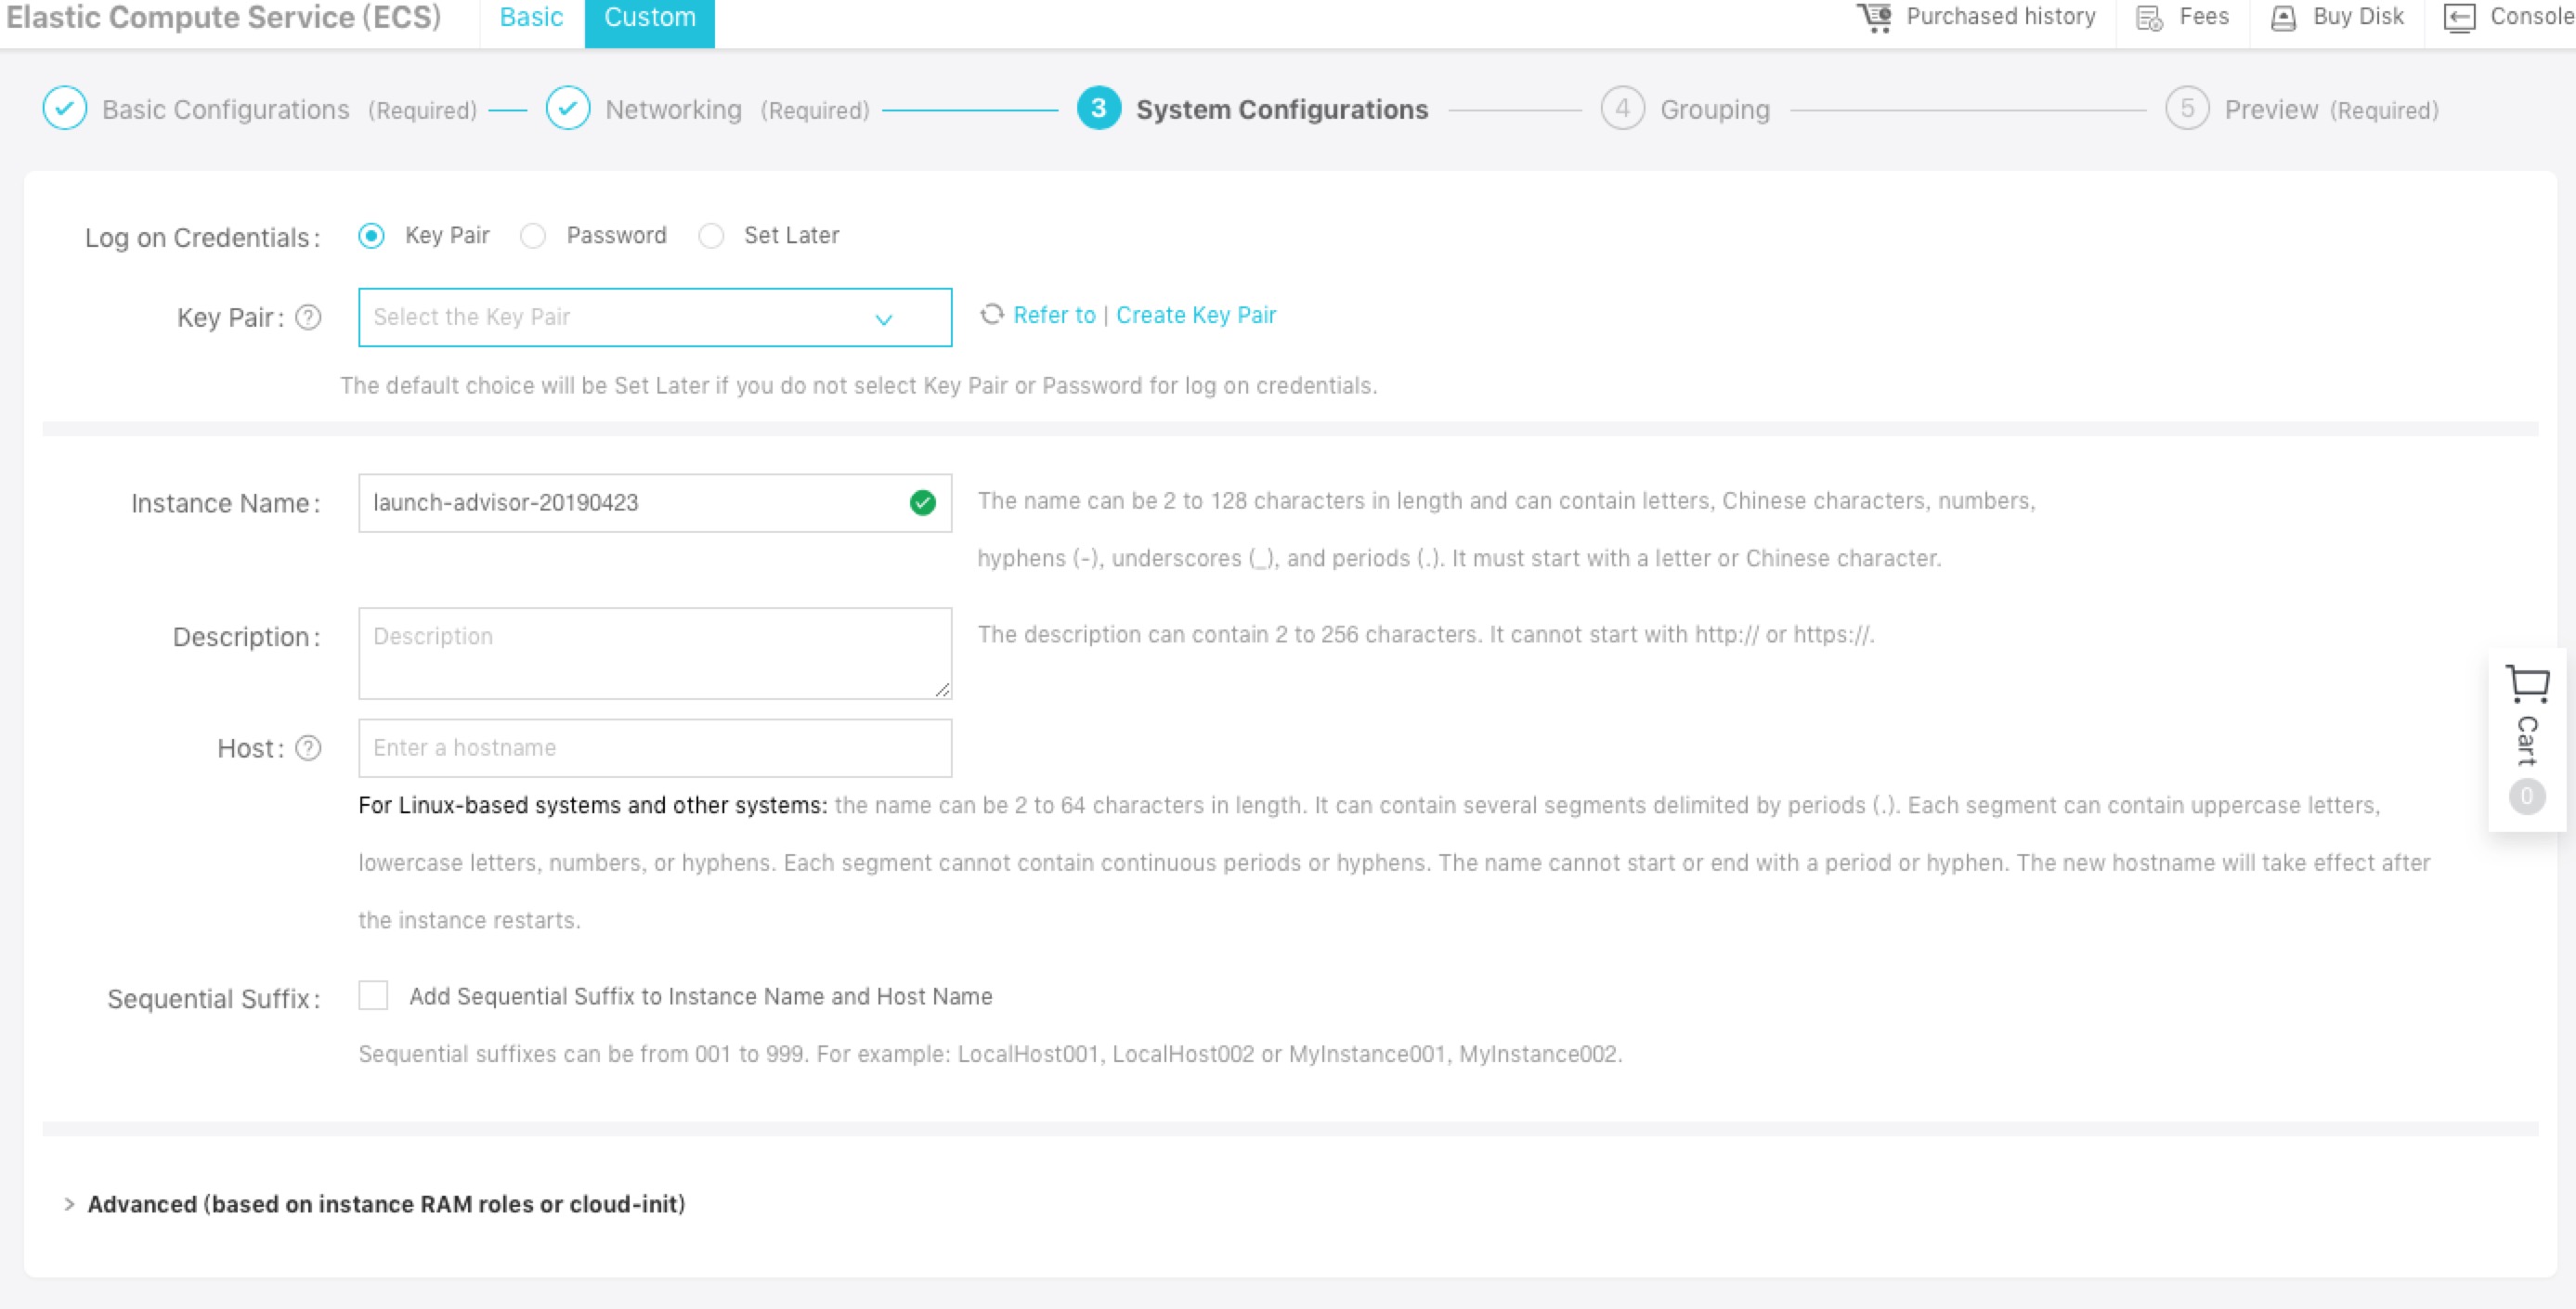 Elastic Compute Service (ECS) Basic Custom Purchased history Fees Buy Disk Console
Basic Configurations (Required) Networking (Required) 3 System Configurations 4 Grouping 5 Preview (Required)
Log on Credentials: Key Pair Password Set Later
Key Pair: ? Select the Key Pair Refer to | Create Key Pair
The default choice will be Set Later if you do not select Key Pair or Password for log on credentials.
Instance Name: launch-advisor-20190423 The name can be 2 to 128 characters in length and can contain letters, Chinese characters, numbers,
hyphens (-), underscores (_), and periods (.). It must start with a letter or Chinese character.
Description: Description The description can contain 2 to 256 characters. It cannot start with http:// or https://.
Host: ? Enter a hostname
Cart
0
For Linux-based systems and other systems: the name can be 2 to 64 characters in length. It can contain several segments delimited by periods (.). Each segment can contain uppercase letters,
lowercase letters, numbers, or hyphens. Each segment cannot contain continuous periods or hyphens. The name cannot start or end with a period or hyphen. The new hostname will take effect after
the instance restarts.
Sequential Suffix: Add Sequential Suffix to Instance Name and Host Name
Sequential suffixes can be from 001 to 999. For example: LocalHost001, LocalHost002 or MyInstance001, MyInstance002.
> Advanced (based on instance RAM roles or cloud-init)